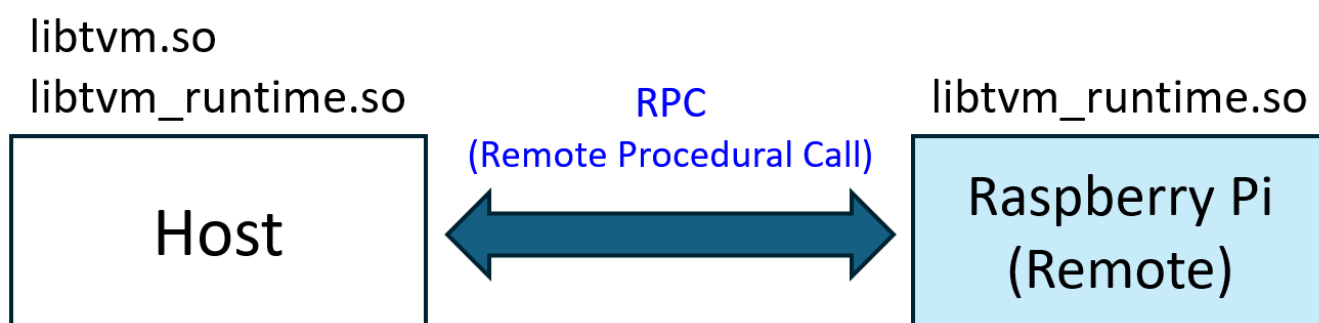 libtvm.so
libtvm_runtime.so
Host
RPC
(Remote Procedural Call)
libtvm_runtime.so
Raspberry Pi
(Remote)